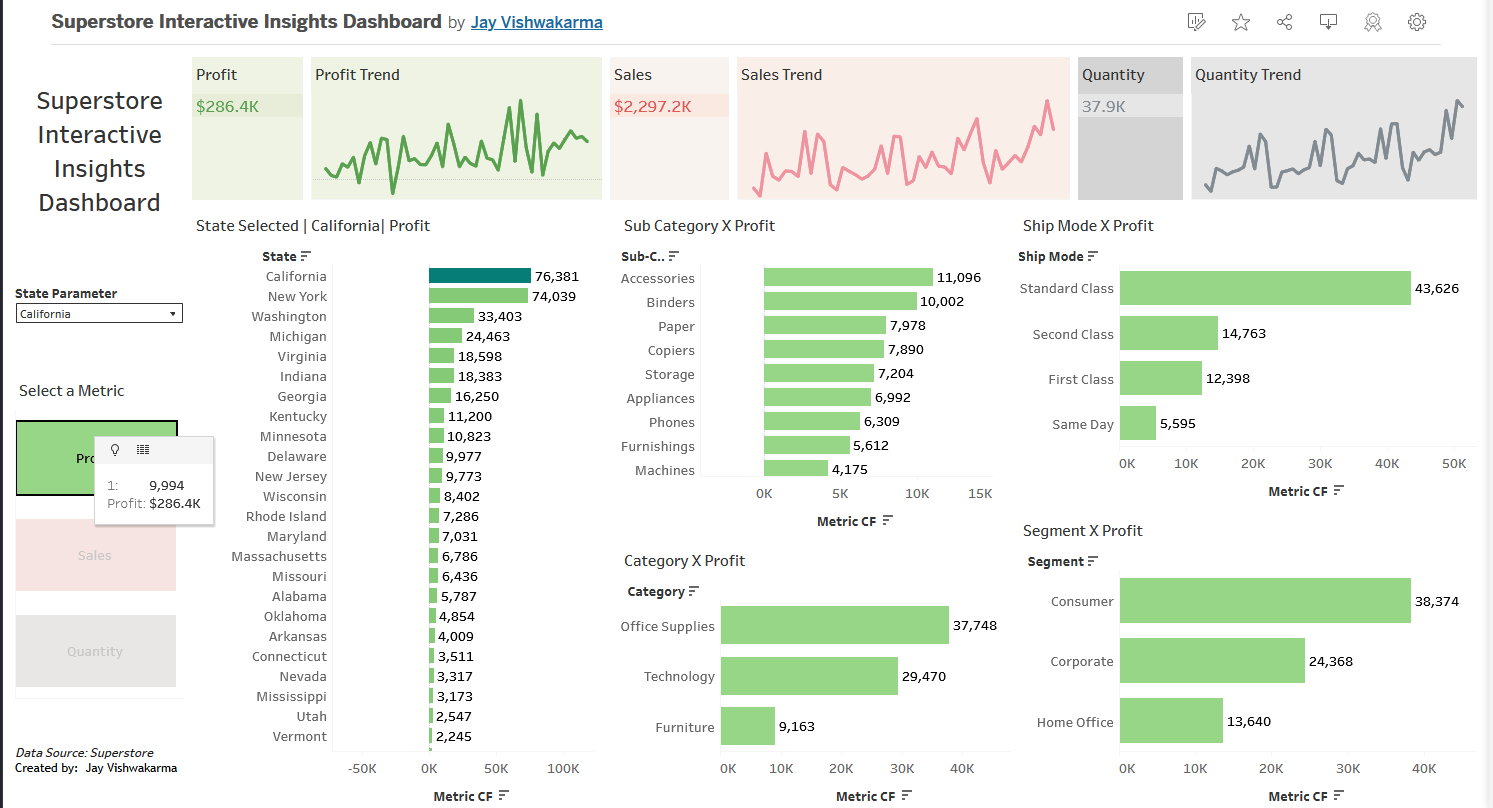 Superstore Interactive Insights Dashboard by Jay Vishwakarma
Superstore
Interactive
Insights
Dashboard
Profit
$286.4K
Profit Trend
Sales
$2,297.2K
Sales Trend
Quantity
37.9K
Quantity Trend
State Parameter
California
Select a Metric
Pro
1: 9,994
Profit: $286.4K
Sales
Quantity
Data Source: Superstore
Created by: Jay Vishwakarma
State Selected | California| Profit
State
California 76,381
New York 74,039
Washington 33,403
Michigan 24,463
Virginia 18,598
Indiana 18,383
Georgia 16,250
Kentucky 11,200
Minnesota 10,823
Delaware 9,977
New Jersey 9,773
Wisconsin 8,402
Rhode Island 7,286
Maryland 7,031
Massachusetts 6,786
Missouri 6,436
Alabama 5,787
Oklahoma 4,854
Arkansas 4,009
Connecticut 3,511
Nevada 3,317
Mississippi 3,173
Utah 2,547
Vermont 2,245
-50K 0K 50K 100K
Metric CF
Sub Category X Profit
Sub-C..
Accessories 11,096
Binders 10,002
Paper 7,978
Copiers 7,890
Storage 7,204
Appliances 6,992
Phones 6,309
Furnishings 5,612
Machines 4,175
0K 5K 10K 15K
Metric CF
Category X Profit
Category
Office Supplies 37,748
Technology 29,470
Furniture 9,163
0K 10K 20K 30K 40K
Metric CF
Ship Mode X Profit
Ship Mode
Standard Class 43,626
Second Class 14,763
First Class 12,398
Same Day 5,595
0K 10K 20K 30K 40K 50K
Metric CF
Segment X Profit
Segment
Consumer 38,374
Corporate 24,368
Home Office 13,640
0K 10K 20K 30K 40K
Metric CF